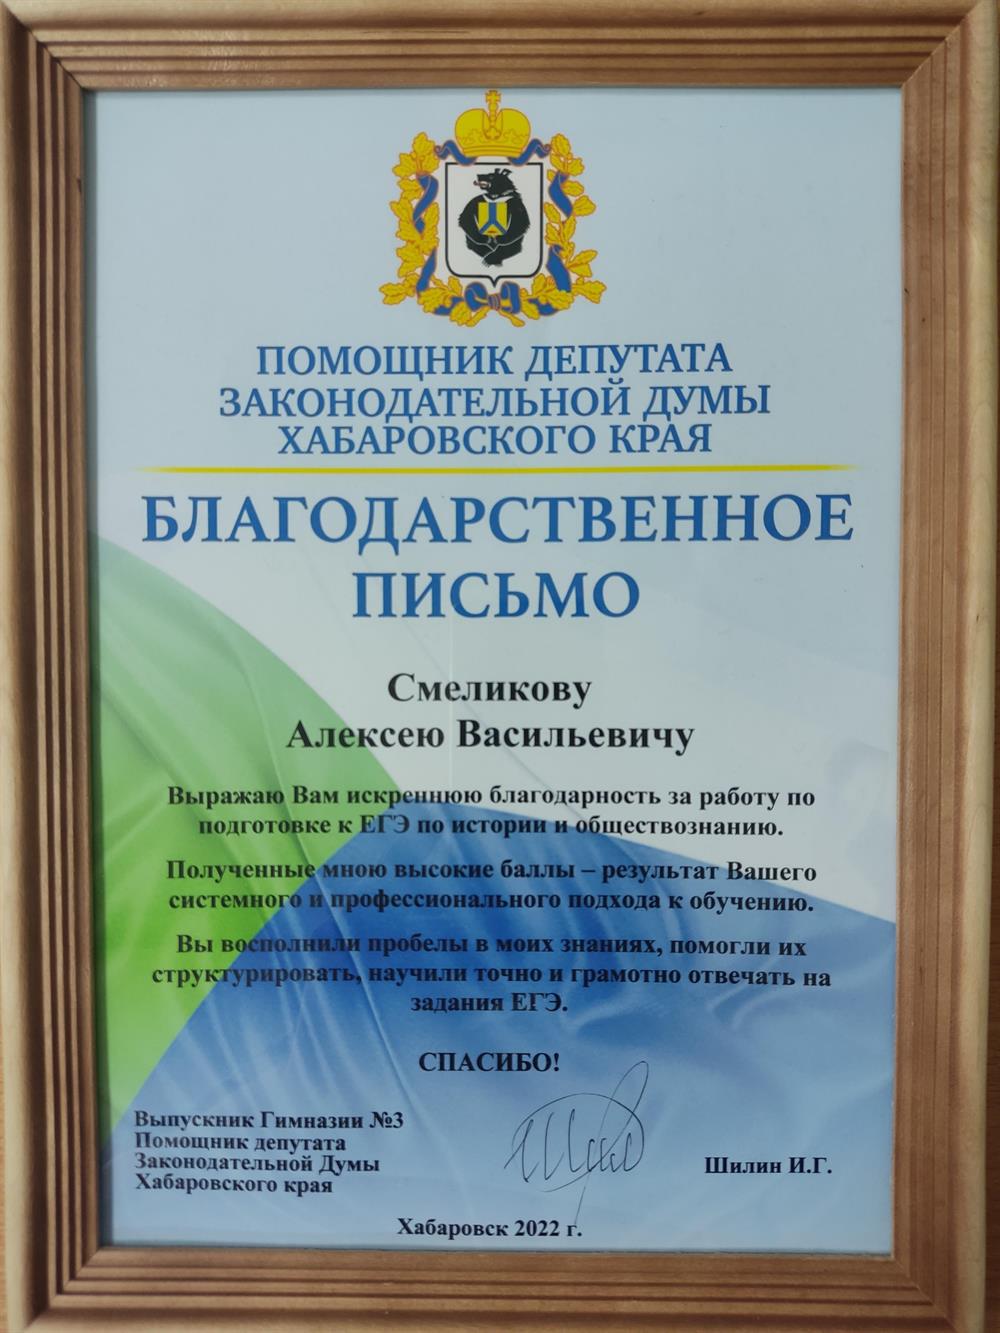 ПОМОЩНИК ДЕПУТАТА
ЗАКОНОДАТЕЛЬНОЙ ДУМЫ
ХАБАРОВСКОГО КРАЯ
БЛАГОДАРСТВЕННОЕ
ПИСЬМО
Смеликову
Алексею Васильевичу
Выражаю Вам искреннюю благодарность за работу по
подготовке к ЕГЭ по истории и обществознанию.
Полученные мною высокие баллы – результат Вашего
системного и профессионального подхода к обучению.
Вы восполнили пробелы в моих знаниях, помогли их
структурировать, научили точно и грамотно отвечать на
задания ЕГЭ.
СПАСИБО!
Выпускник Гимназии №3
Помощник депутата
Законодательной Думы
Хабаровского края
Шилин И.Г.
Хабаровск 2022 г.